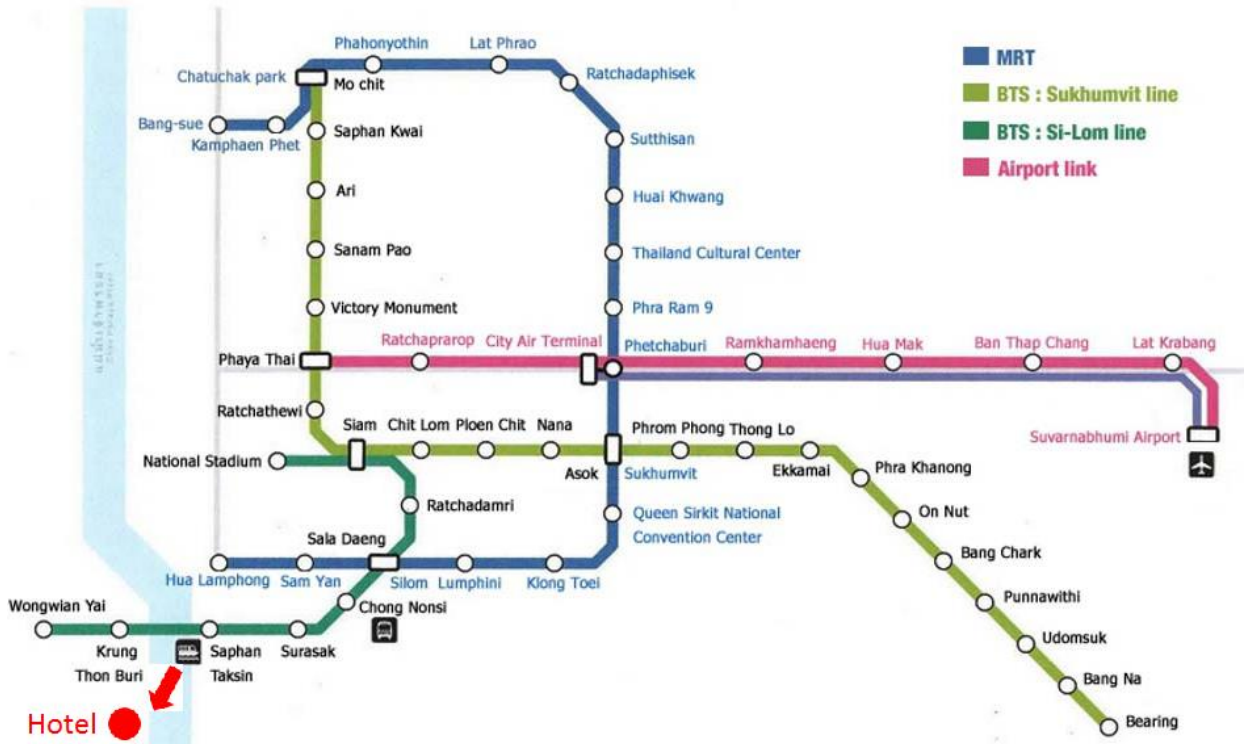 Phahonyothin
Lat Phrao
MRT
Chatuchak park
Mo chit
Ratchadaphisek
BTS : Sukhumvit line
Bang-sue
Kamphaen Phet
Saphan Kwai
Sutthisan
BTS : Si-Lom line
Airport link
Ari
Huai Khwang
Sanam Pao
Thailand Cultural Center
Victory Monument
Phra Ram 9
Phaya Thai
Ratchaprarop
City Air Terminal
Phetchaburi
Ramkhamhaeng
Hua Mak
Ban Thap Chang
Lat Krabang
Ratchathewi
Siam
Chit Lom
Ploen Chit
Nana
Phrom Phong
Thong Lo
Suvarnabhumi Airport
National Stadium
Asok
Sukhumvit
Ekkamai
Phra Khanong
Ratchadamri
Queen Sirkit National
Convention Center
On Nut
Sala Daeng
Bang Chark
Hua Lamphong
Sam Yan
Silom
Lumphini
Klong Toei
Wongwian Yai
Chong Nonsi
Punnawithi
Krung
Thon Buri
Saphan
Taksin
Surasak
Udomsuk
Bang Na
Hotel
Bearing